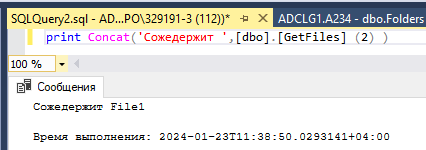 SQLQuery2.sql - AD...PO\329191-3 (112))*
ADCLG1.A234 - dbo.Folders
print Concat('Сожедержит ',[dbo].[GetFiles] (2) )
100 %
Сообщения
Сожедержит File1
Время выполнения: 2024-01-23T11:38:50.0293141+04:00